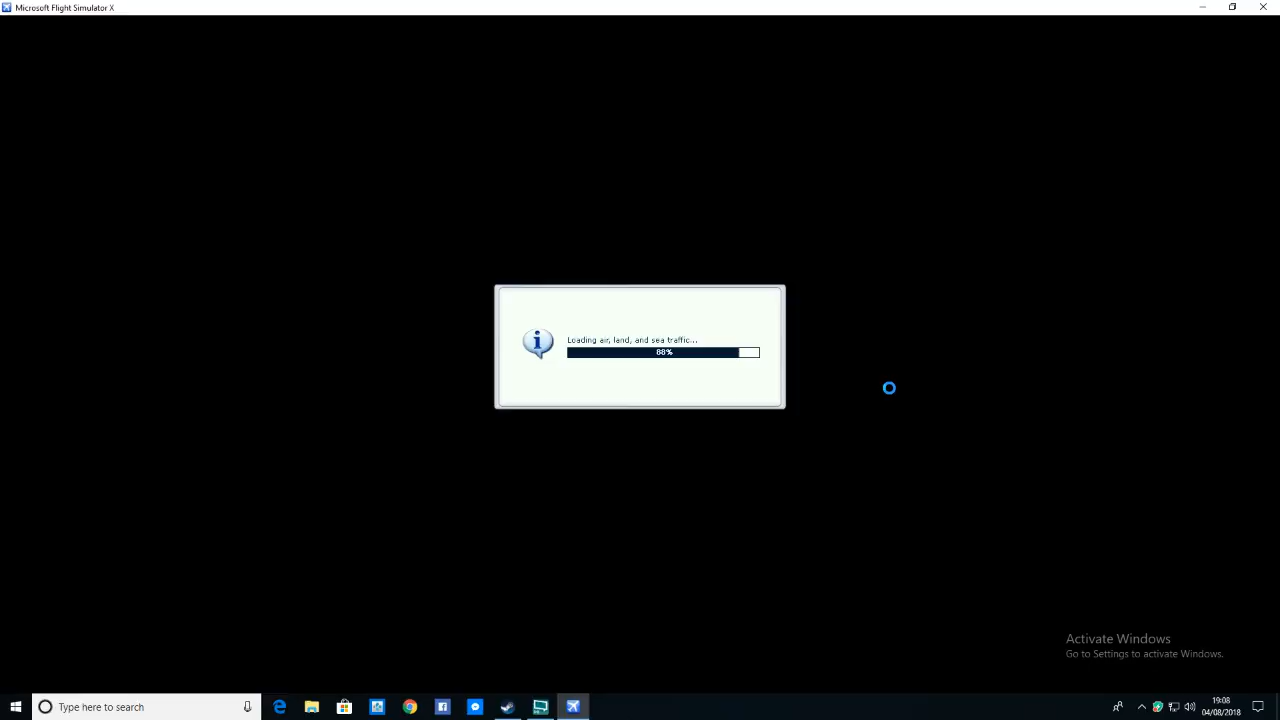 Microsoft Flight Simulator X
Loading air, land, and sea traffic...
88%
Activate Windows
Go to Settings to activate Windows.
Type here to search
19:08
04/08/2018